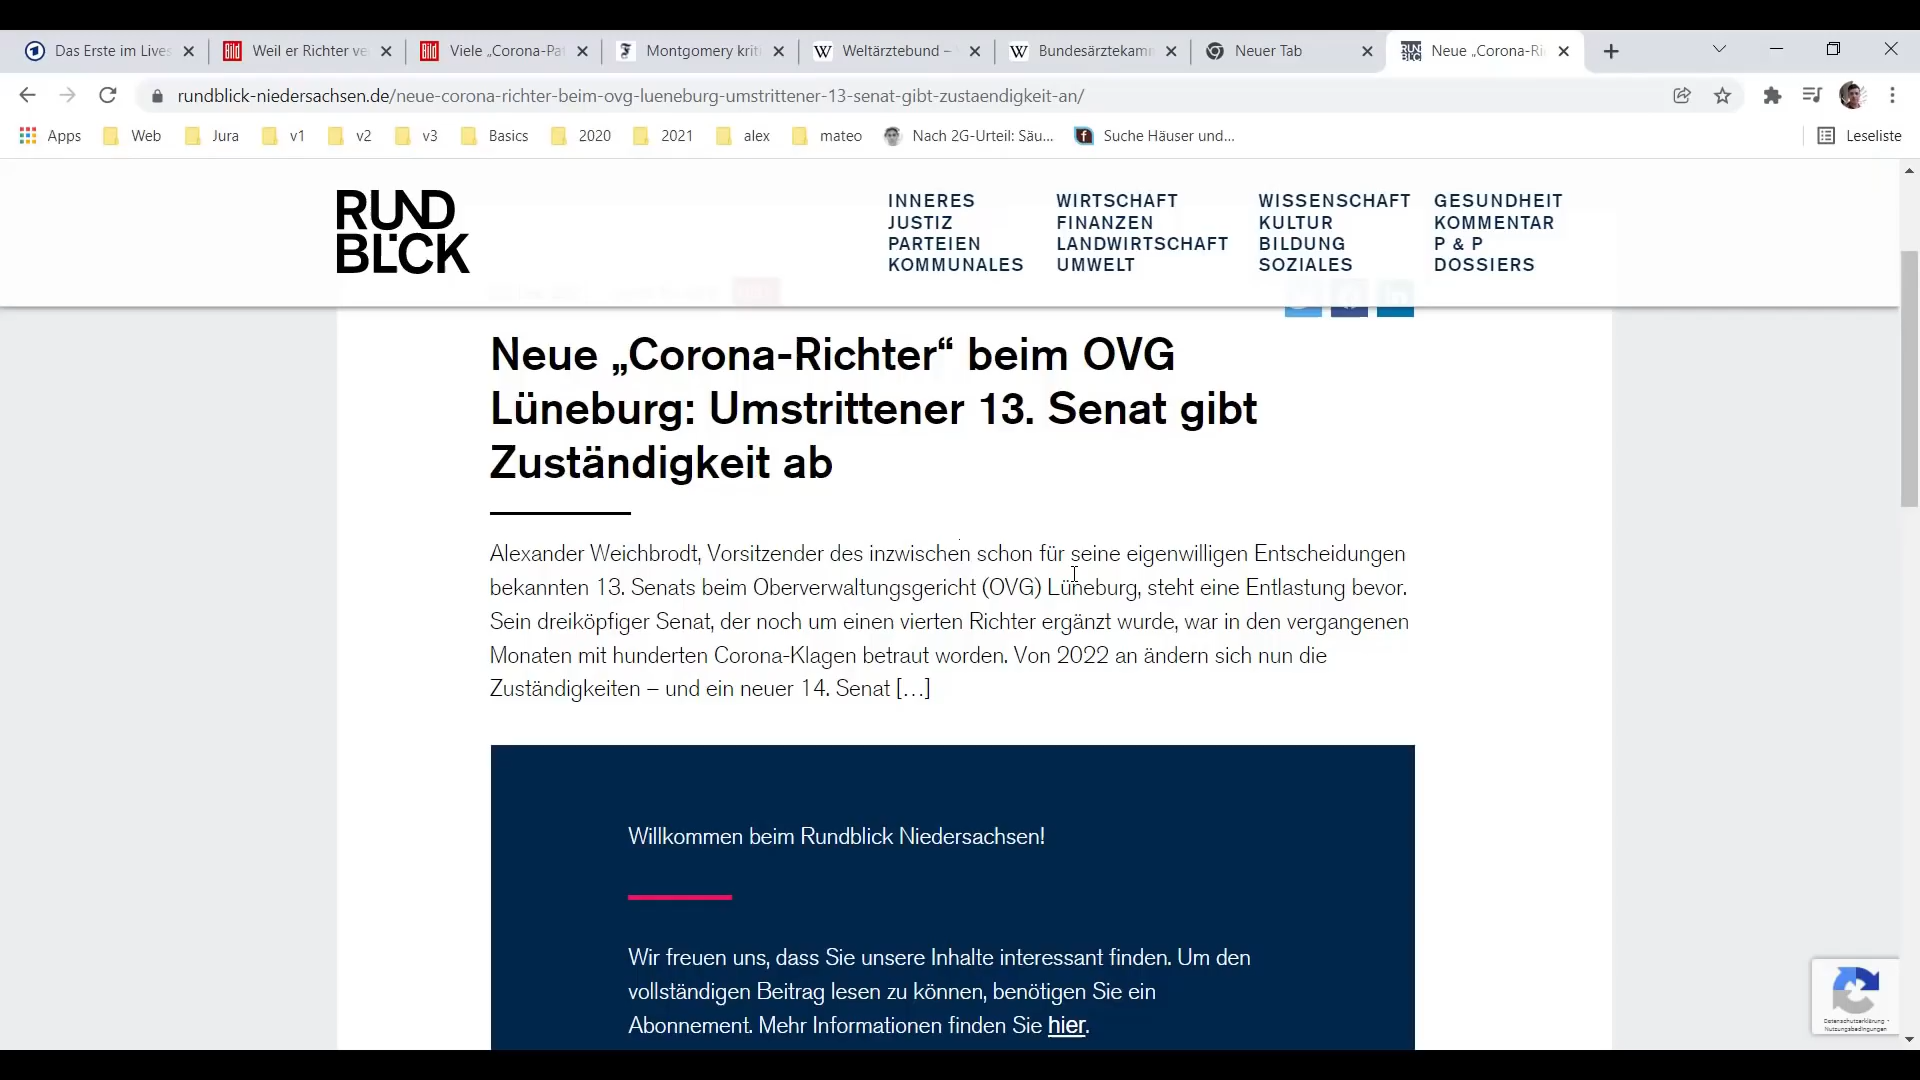 Das Erste im Lives
Weil er Richter ve
Viele „Corona-Pat
Montgomery krit
Weltärztebund –
Bundesärztekamm
Neuer Tab
Neue „Corona-Ri
rundblick-niedersachsen.de/neue-corona-richter-beim-ovg-lueneburg-umstrittener-13-senat-gibt-zustaendigkeit-an/
Apps
Web
Jura
v1
v2
v3
Basics
2020
2021
alex
mateo
Nach 2G-Urteil: Säu...
Suche Häuser und...
Leseliste
RUND
BLICK
INNERES
JUSTIZ
PARTEIEN
KOMMUNALES
WIRTSCHAFT
FINANZEN
LANDWIRTSCHAFT
UMWELT
WISSENSCHAFT
KULTUR
BILDUNG
SOZIALES
GESUNDHEIT
KOMMENTAR
P & P
DOSSIERS
Neue „Corona-Richter“ beim OVG
Lüneburg: Umstrittener 13. Senat gibt
Zuständigkeit ab
Alexander Weichbrodt, Vorsitzender des inzwischen schon für seine eigenwilligen Entscheidungen
bekannten 13. Senats beim Oberverwaltungsgericht (OVG) Lüneburg, steht eine Entlastung bevor.
Sein dreiköpfiger Senat, der noch um einen vierten Richter ergänzt wurde, war in den vergangenen
Monaten mit hunderten Corona-Klagen betraut worden. Von 2022 an ändern sich nun die
Zuständigkeiten – und ein neuer 14. Senat […]
Willkommen beim Rundblick Niedersachsen!
Wir freuen uns, dass Sie unsere Inhalte interessant finden. Um den
vollständigen Beitrag lesen zu können, benötigen Sie ein
Abonnement. Mehr Informationen finden Sie hier.
Datenschutzerklärung -
Nutzungsbedingungen